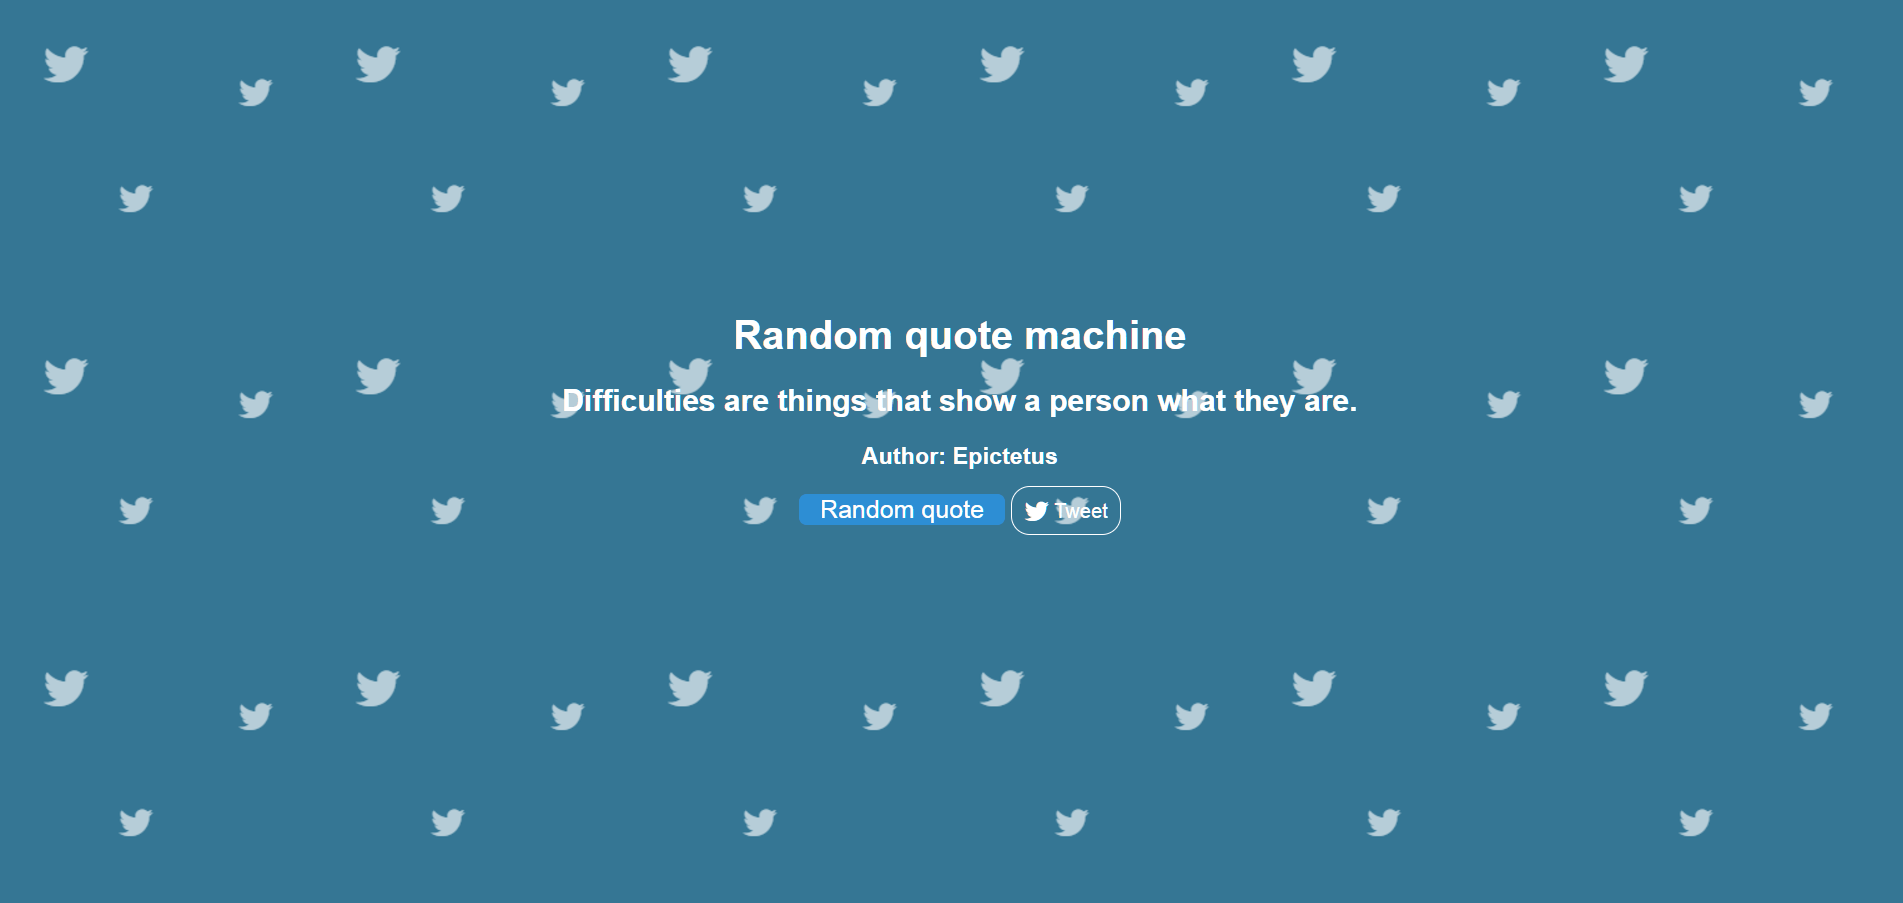 Random quote machine
Difficulties are things that show a person what they are.
Author: Epictetus
Random quote Tweet